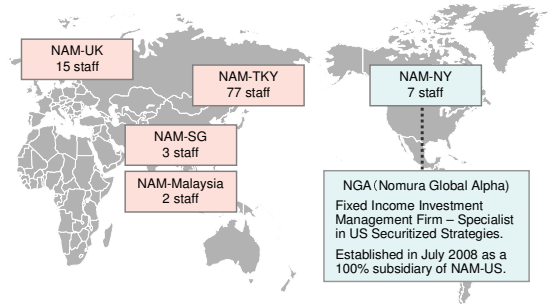 NAM-UK
15 staff
NAM-TKY
77 staff
NAM-SG
3 staff
NAM-Malaysia
2 staff
NAM-NY
7 staff
NGA（Nomura Global Alpha)
Fixed Income Investment
Management Firm – Specialist
in US Securitized Strategies.
Established in July 2008 as a
100% subsidiary of NAM-US.